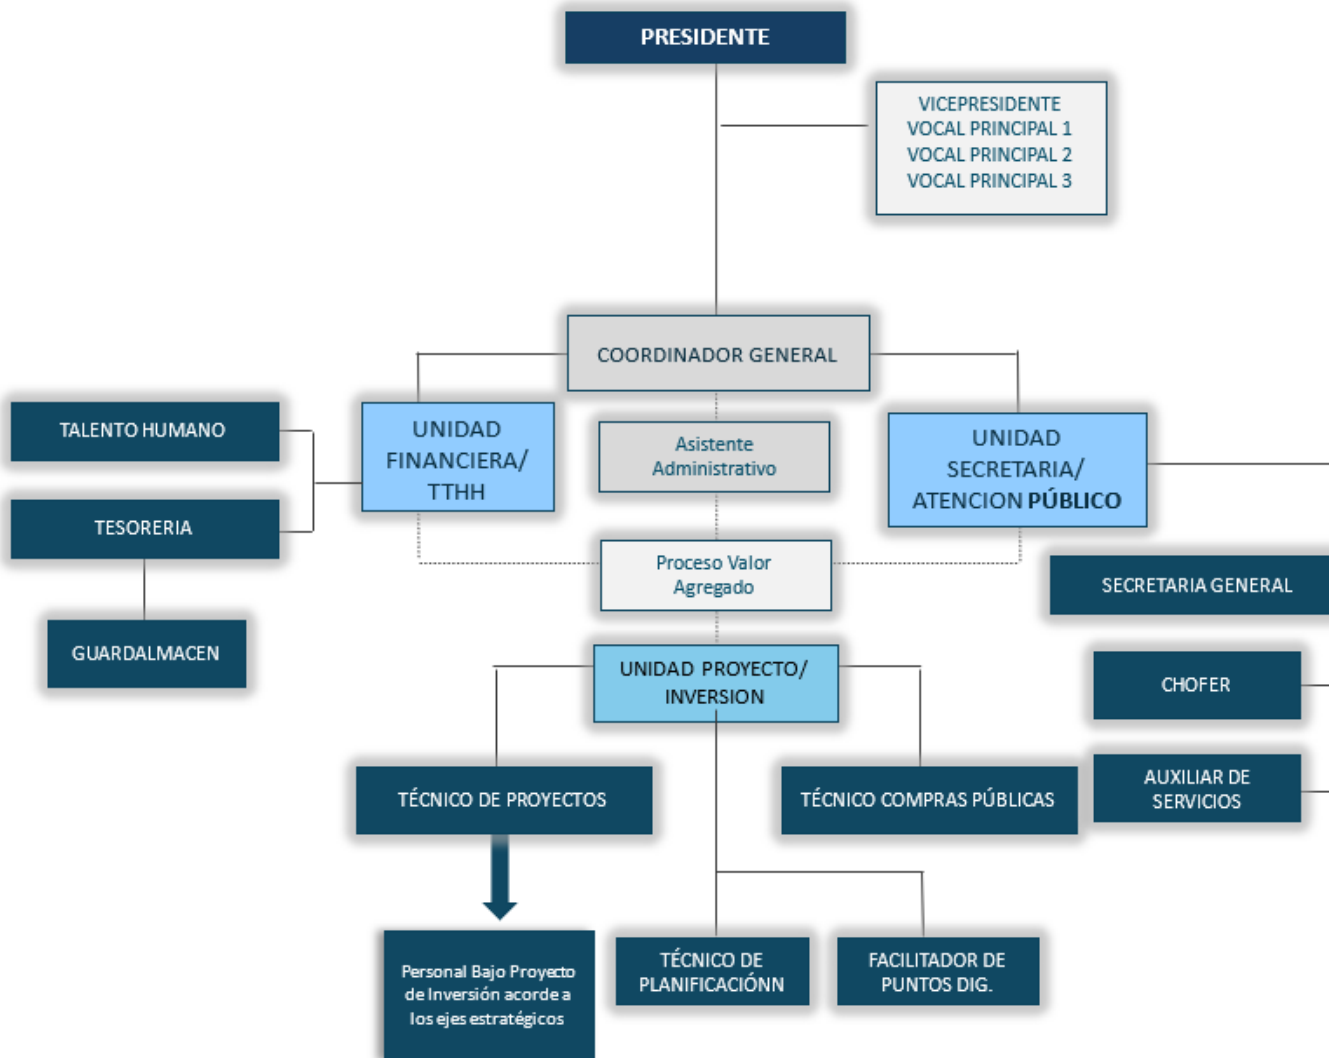 PRESIDENTE
VICEPRESIDENTE
VOCAL PRINCIPAL 1
VOCAL PRINCIPAL 2
VOCAL PRINCIPAL 3
COORDINADOR GENERAL
TALENTO HUMANO
UNIDAD
FINANCIERA/
TTHH
Asistente
Administrativo
UNIDAD
SECRETARIA/
ATENCION PÚBLICO
TESORERIA
Proceso Valor
Agregado
SECRETARIA GENERAL
GUARDALMACEN
UNIDAD PROYECTO/
INVERSION
CHOFER
TÉCNICO DE PROYECTOS
TÉCNICO COMPRAS PÚBLICAS
AUXILIAR DE
SERVICIOS
Personal Bajo Proyecto
de Inversión acorde a
los ejes estratégicos
TÉCNICO DE
PLANIFICACIÓNN
FACILITADOR DE
PUNTOS DIG.